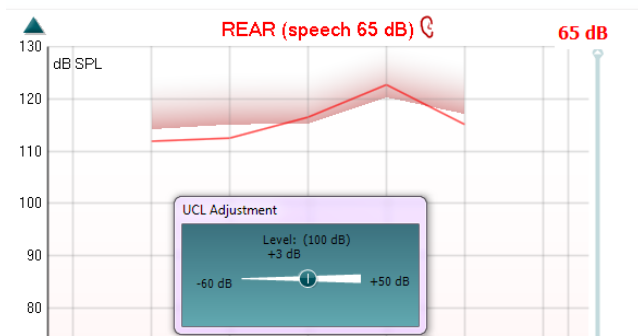 REAR (speech 65 dB)
65 dB
130
dB SPL
120
110
100
UCL Adjustment
Level: (100 dB)
+3 dB
-60 dB
+50 dB
90
80